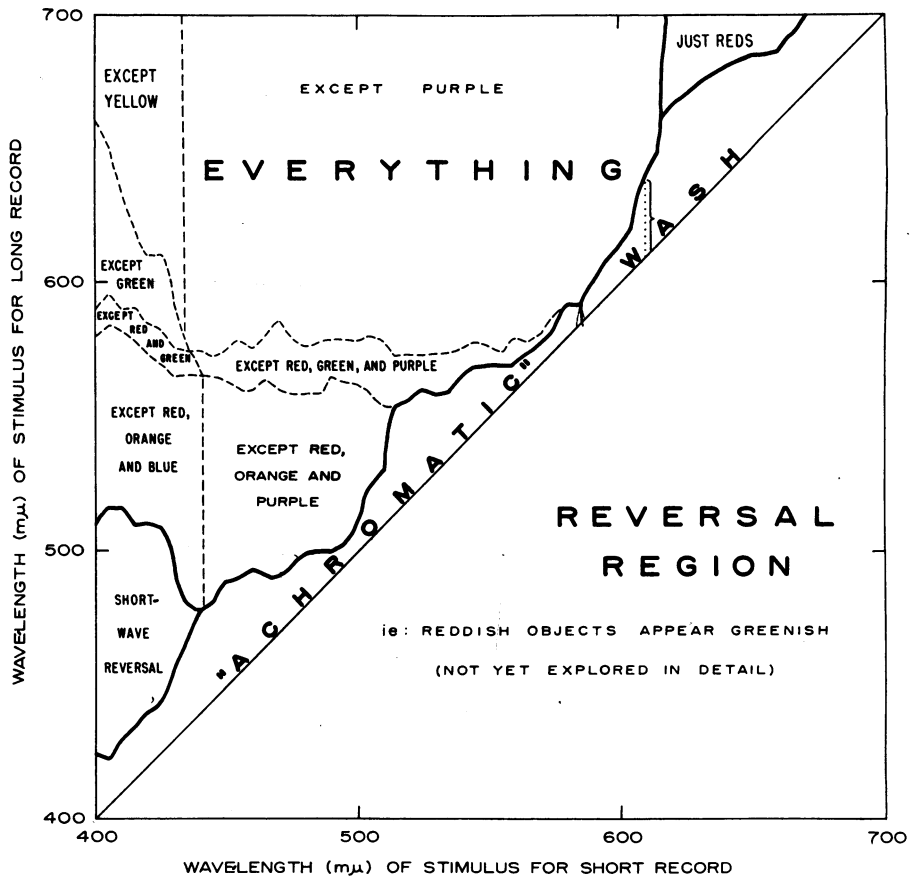 700
JUST REDS
EXCEPT
YELLOW
EXCEPT PURPLE
EVERYTHING
WASH
EXCEPT
GREEN
600
EXCEPT
RED
AND
GREEN
EXCEPT RED, GREEN, AND PURPLE
EXCEPT RED,
ORANGE
AND BLUE
EXCEPT RED,
ORANGE AND
PURPLE
"ACHROMATIC"
REVERSAL
REGION
500
SHORT-
WAVE
REVERSAL
ie: REDDISH OBJECTS APPEAR GREENISH
(NOT YET EXPLORED IN DETAIL)
400
400
500
600
700
WAVELENGTH (mμ) OF STIMULUS FOR SHORT RECORD
WAVELENGTH (mμ) OF STIMULUS FOR LONG RECORD